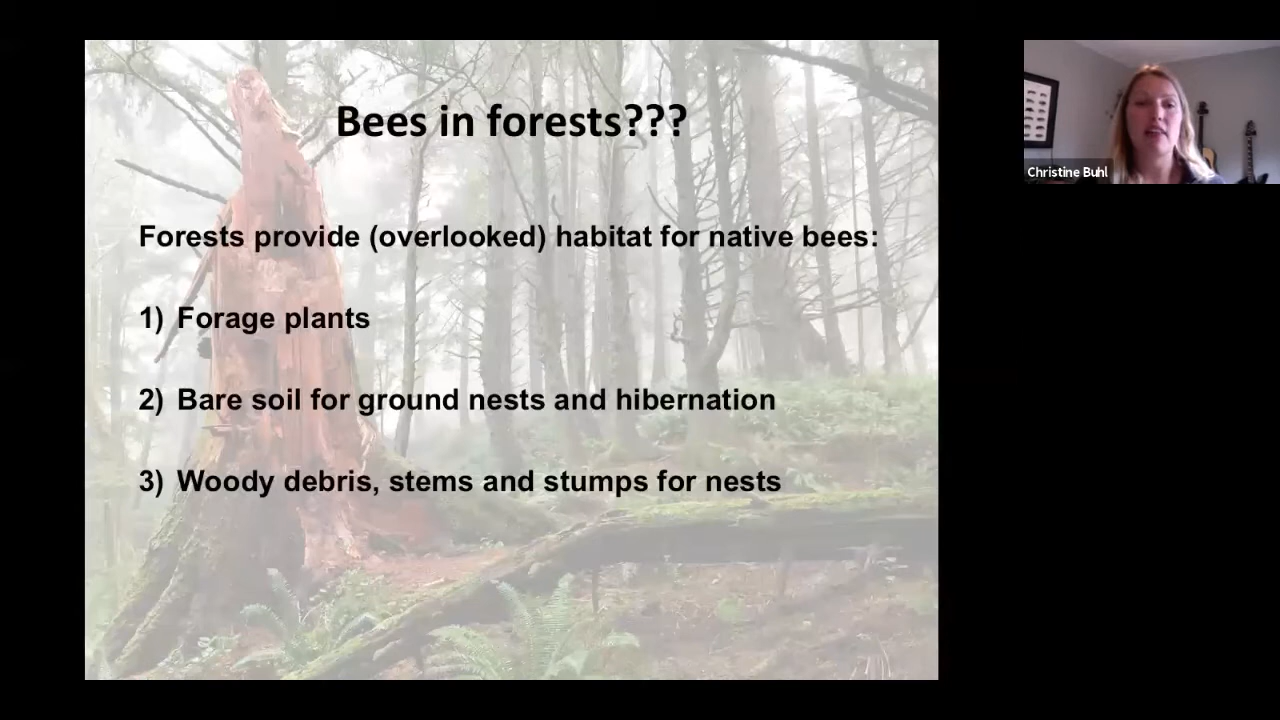 Bees in forests???
Forests provide (overlooked) habitat for native bees:
1) Forage plants
2) Bare soil for ground nests and hibernation
3) Woody debris, stems and stumps for nests
Christine Buhl